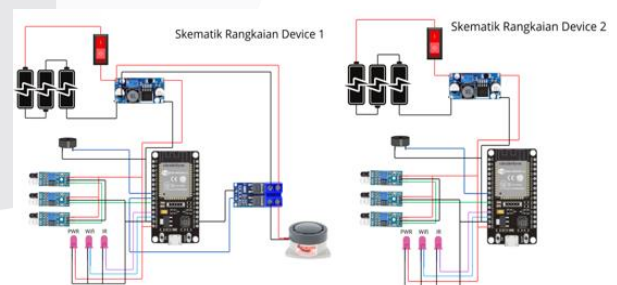 Skematik Rangkaian Device 1
PWR Wifi IR
Skematik Rangkaian Device 2
PWR Wifi IR